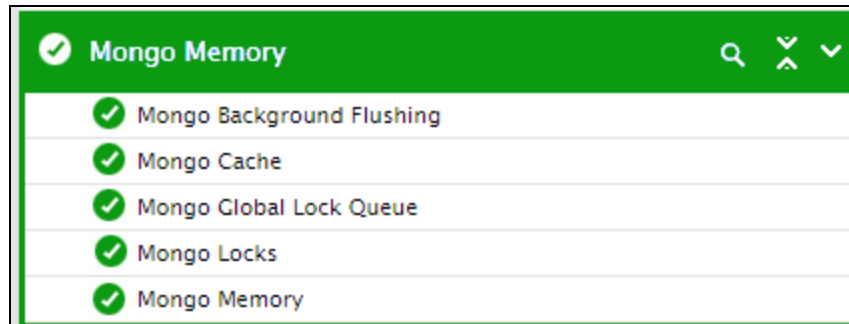 Mongo Memory
Mongo Background Flushing
Mongo Cache
Mongo Global Lock Queue
Mongo Locks
Mongo Memory